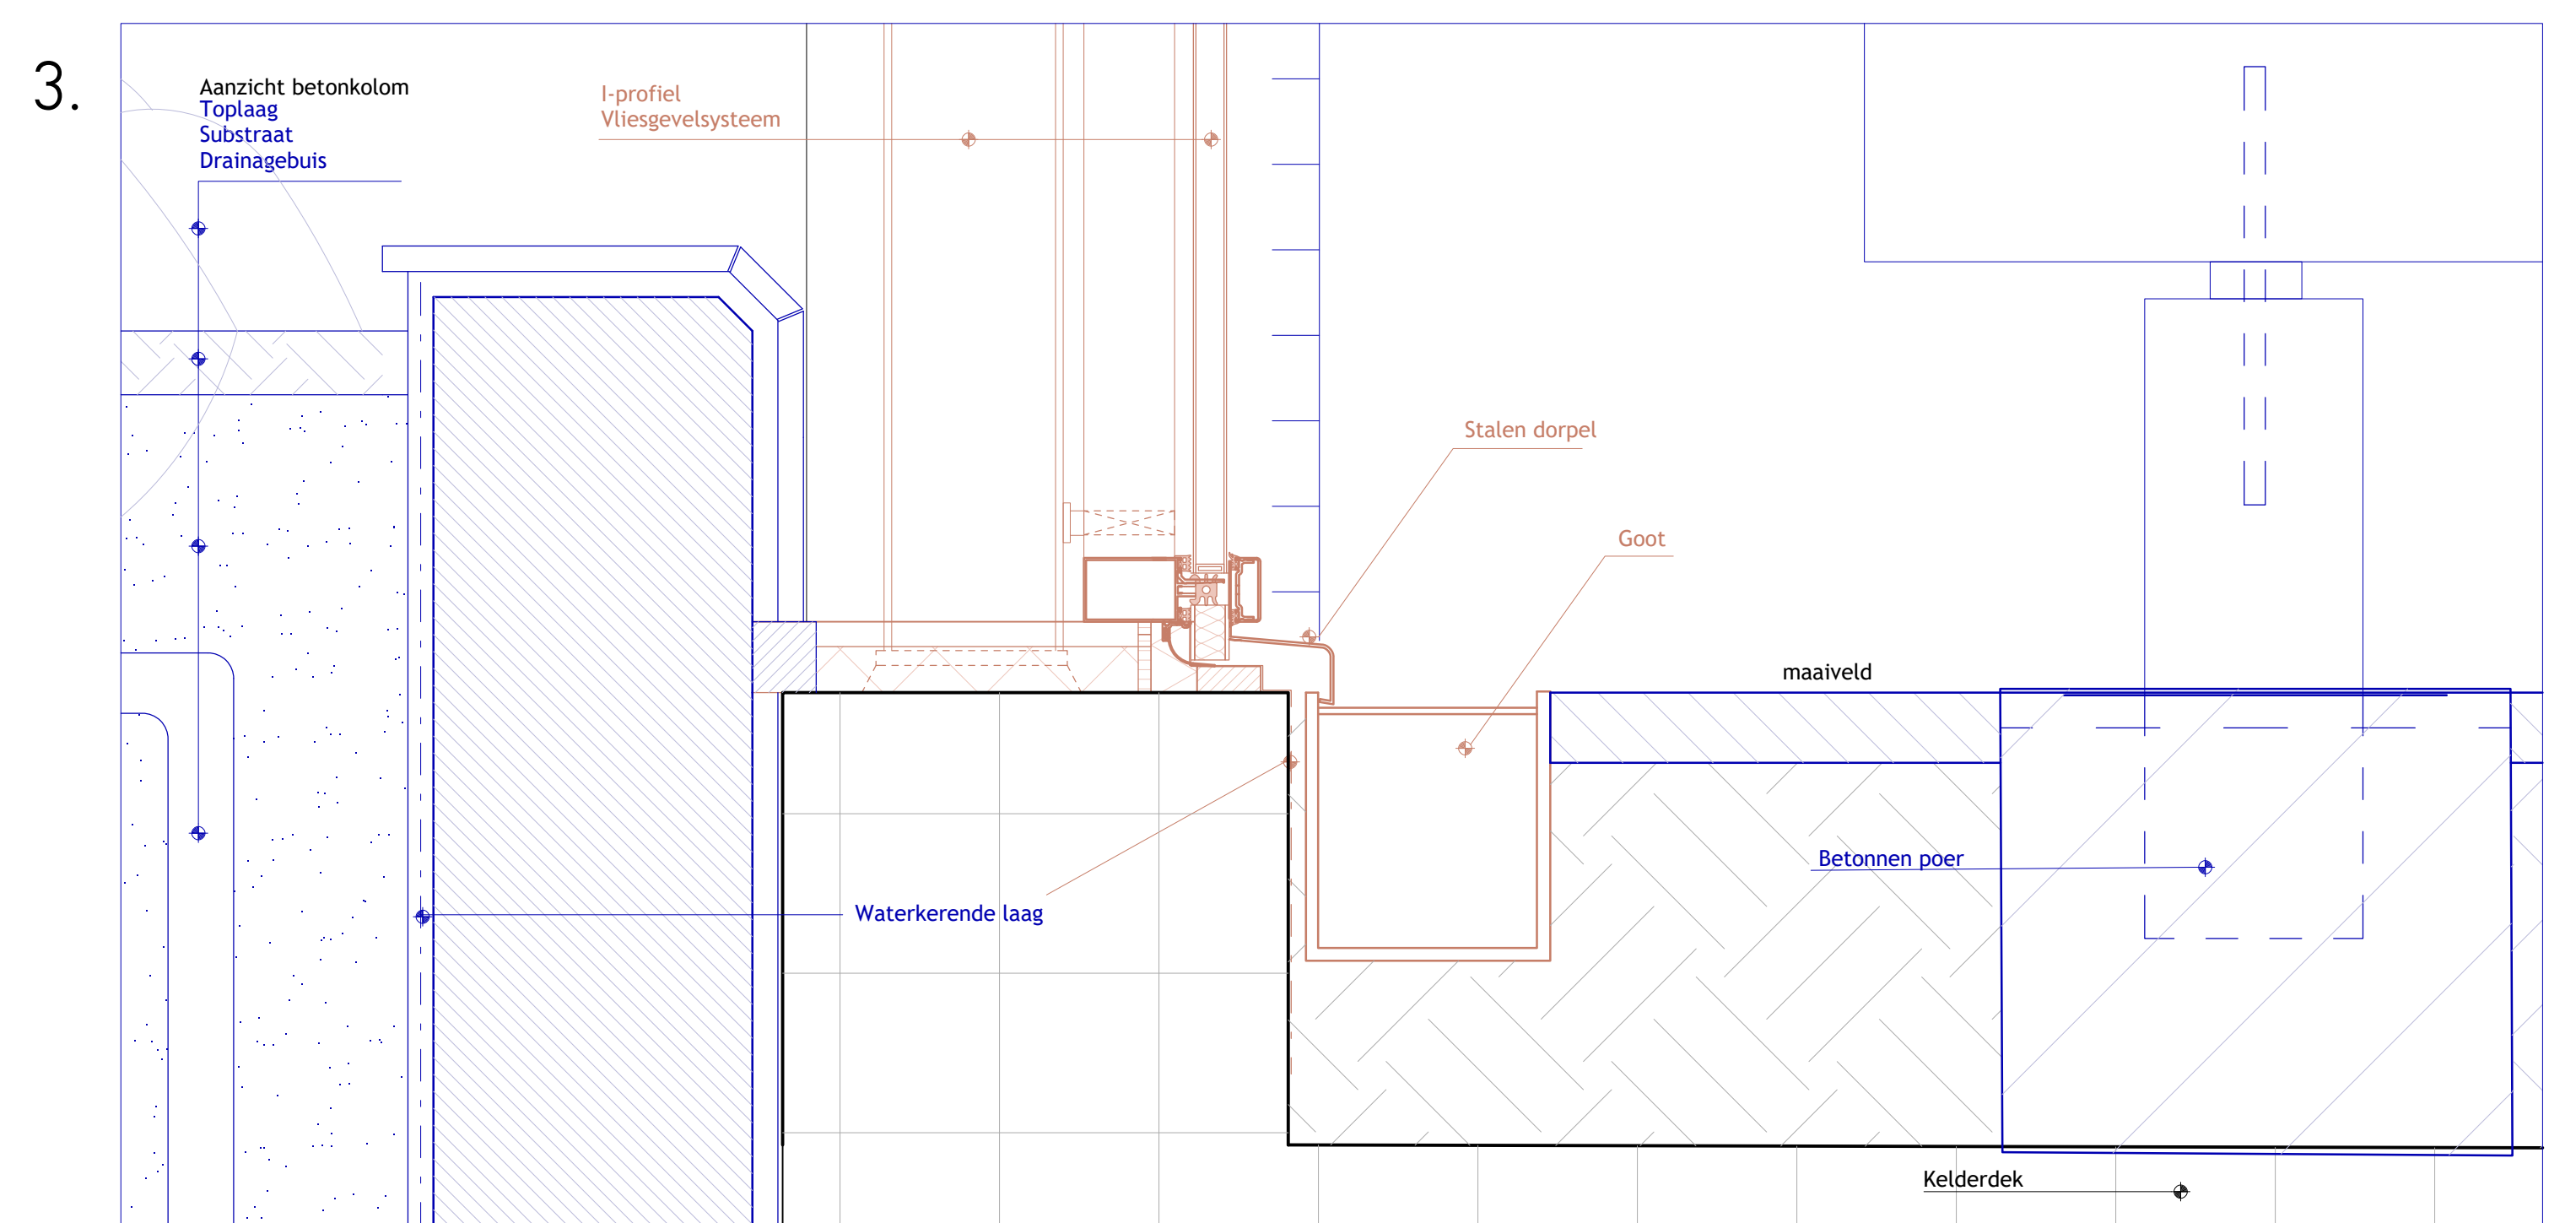 3.
Aanzicht betonkolom
Toplaag
Substraat
Drainagebuis
I-profiel
Vliesgevelsysteem
Stalen dorpel
Goot
maaiveld
Betonnen poer
Waterkerende laag
Kelderdek